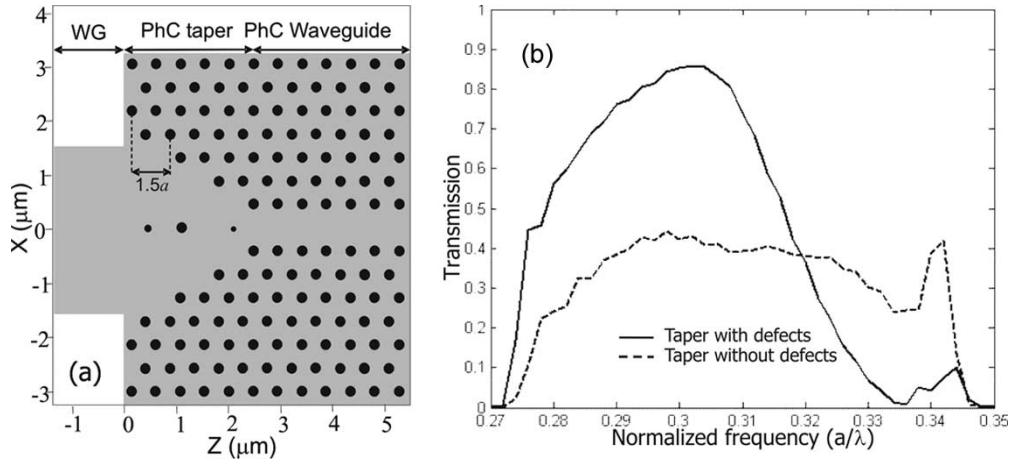 WG PhC taper PhC Waveguide
4
3
2
1
0
-1
-2
-3
X (μm)
1.5a
(a)
-1 0 1 2 3 4 5
Z (μm)
1
0.9
0.8
0.7
0.6
0.5
0.4
0.3
0.2
0.1
0
Transmission
(b)
Taper with defects
Taper without defects
0.27 0.28 0.29 0.3 0.31 0.32 0.33 0.34 0.35
Normalized frequency (a/λ)